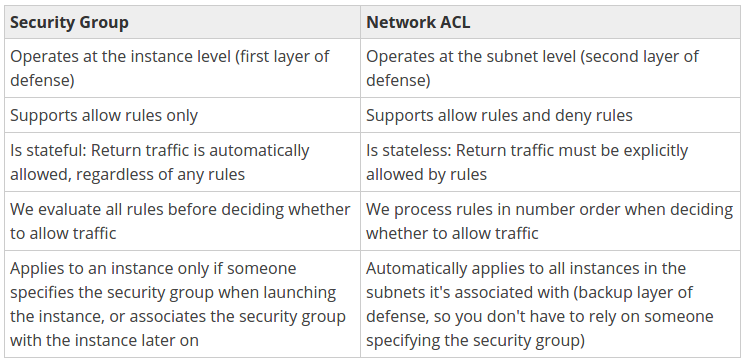 Security Group
Network ACL
Operates at the instance level (first layer of
defense)
Operates at the subnet level (second layer of
defense)
Supports allow rules only
Supports allow rules and deny rules
Is stateful: Return traffic is automatically
allowed, regardless of any rules
Is stateless: Return traffic must be explicitly
allowed by rules
We evaluate all rules before deciding whether
to allow traffic
We process rules in number order when deciding
whether to allow traffic
Applies to an instance only if someone
specifies the security group when launching
the instance, or associates the security group
with the instance later on
Automatically applies to all instances in the
subnets it's associated with (backup layer of
defense, so you don't have to rely on someone
specifying the security group)